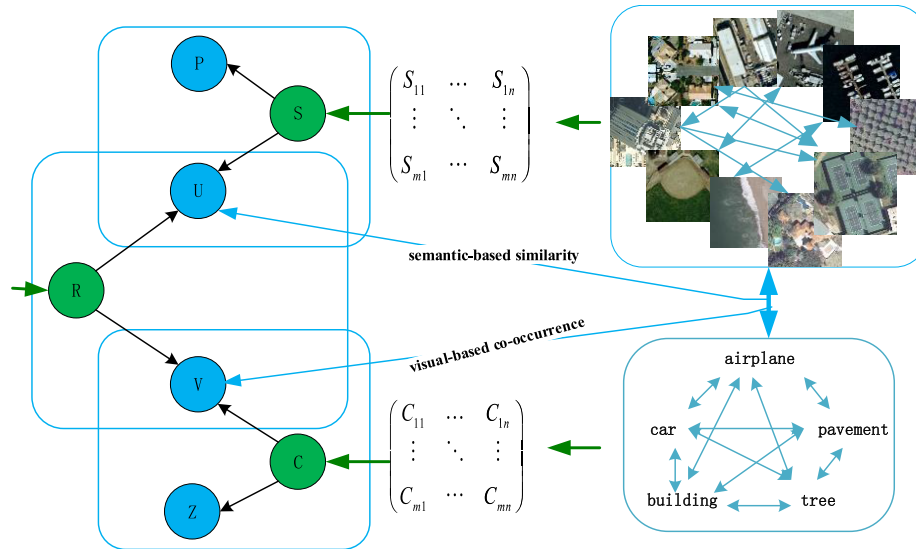 P
S
S11 ⋯ S1n
⋮ ⋱ ⋮
Sm1 ⋯ Smn
U
semantic-based similarity
R
visual-based co-occurrence
V
C11 ⋯ C1n
⋮ ⋱ ⋮
Cm1 ⋯ Cmn
C
Z
airplane
car pavement
building tree